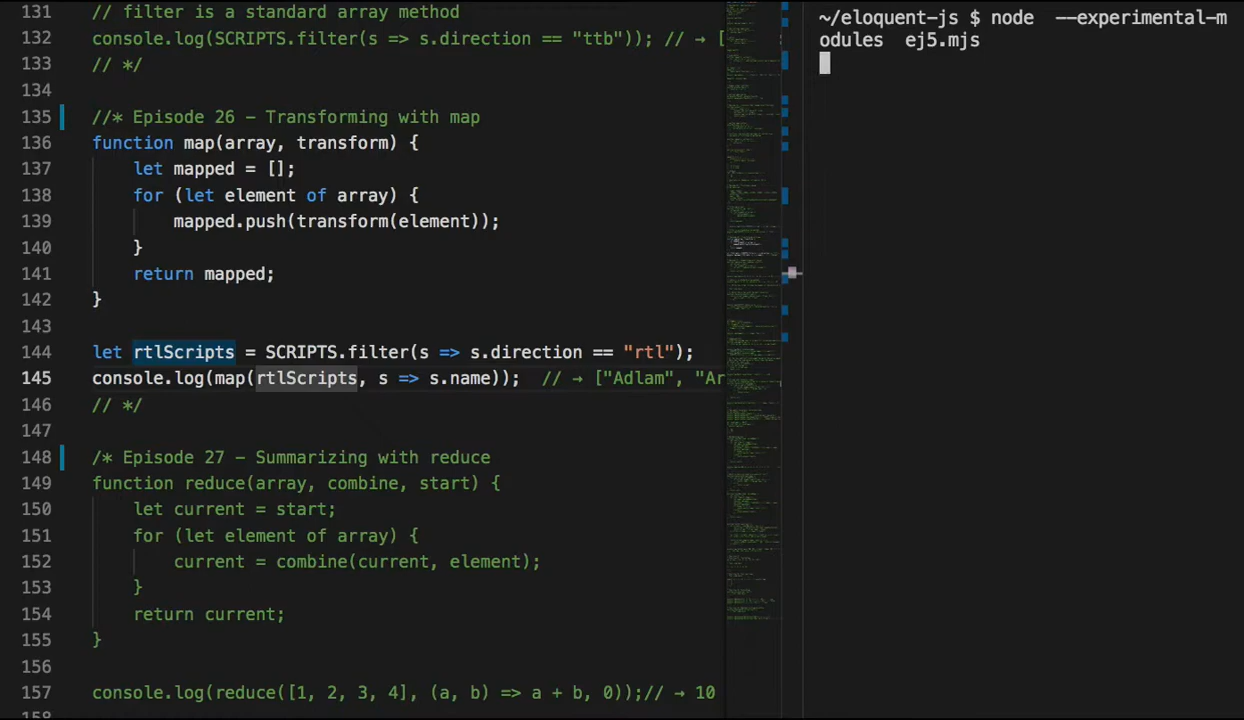 131 // filter is a standard array method
132 console.log(SCRIPTS.filter(s => s.direction == "ttb")); // → [
133 // */
134
135 //* Episode 26 - Transforming with map
136 function map(array, transform) {
137 let mapped = [];
138 for (let element of array) {
139 mapped.push(transform(element));
140 }
141 return mapped;
142 }
143
144 let rtlScripts = SCRIPTS.filter(s => s.direction == "rtl");
145 console.log(map(rtlScripts, s => s.name)); // → ["Adlam", "Ar
146 // */
147
148 /* Episode 27 - Summarizing with reduce
149 function reduce(array, combine, start) {
150 let current = start;
151 for (let element of array) {
152 current = combine(current, element);
153 }
154 return current;
155 }
156
157 console.log(reduce([1, 2, 3, 4], (a, b) => a + b, 0));// → 10
158
~/eloquent-js $ node --experimental-m
odules ej5.mjs